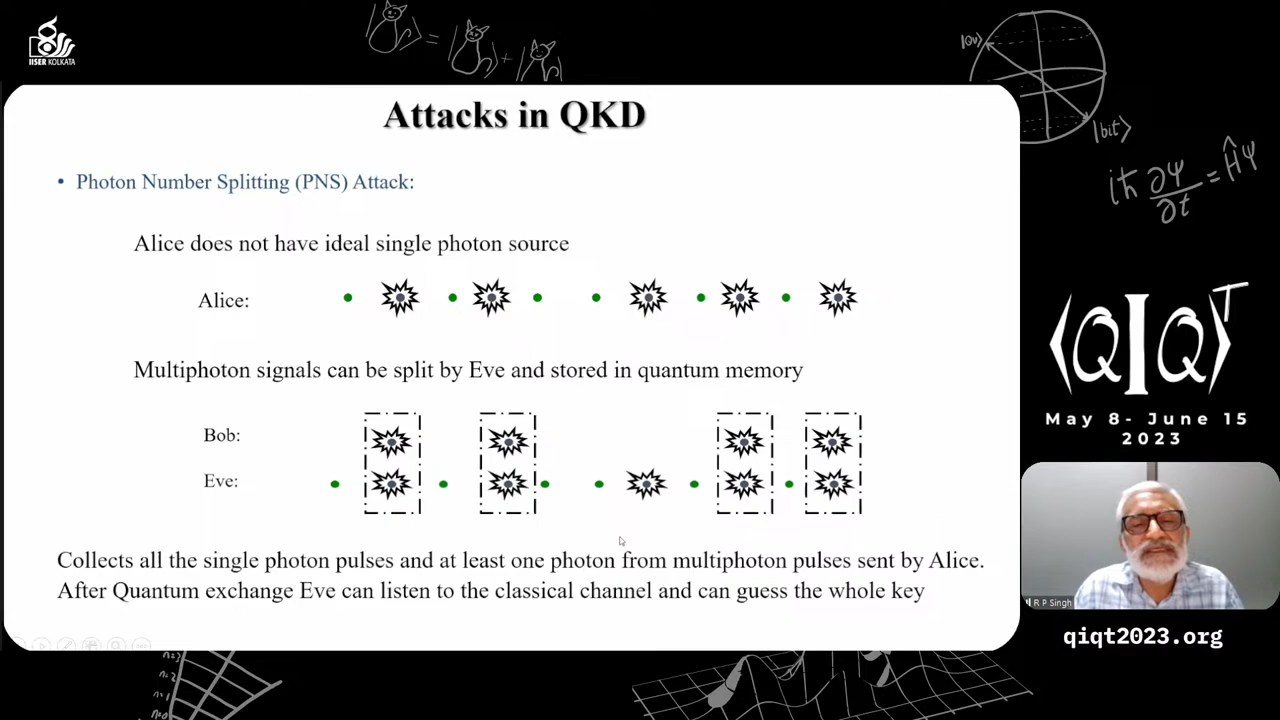 IISER KOLKATA
Attacks in QKD
• Photon Number Splitting (PNS) Attack:
Alice does not have ideal single photon source
Alice:
Multiphoton signals can be split by Eve and stored in quantum memory
Bob:
Eve:
Collects all the single photon pulses and at least one photon from multiphoton pulses sent by Alice.
After Quantum exchange Eve can listen to the classical channel and can guess the whole key
|bit⟩
iħ ∂ψ/∂t = Ĥψ
⟨QIQ⟩ᵀ
May 8- June 15
2023
R P Singh
qiqt2023.org
n=2
n=1
n=0